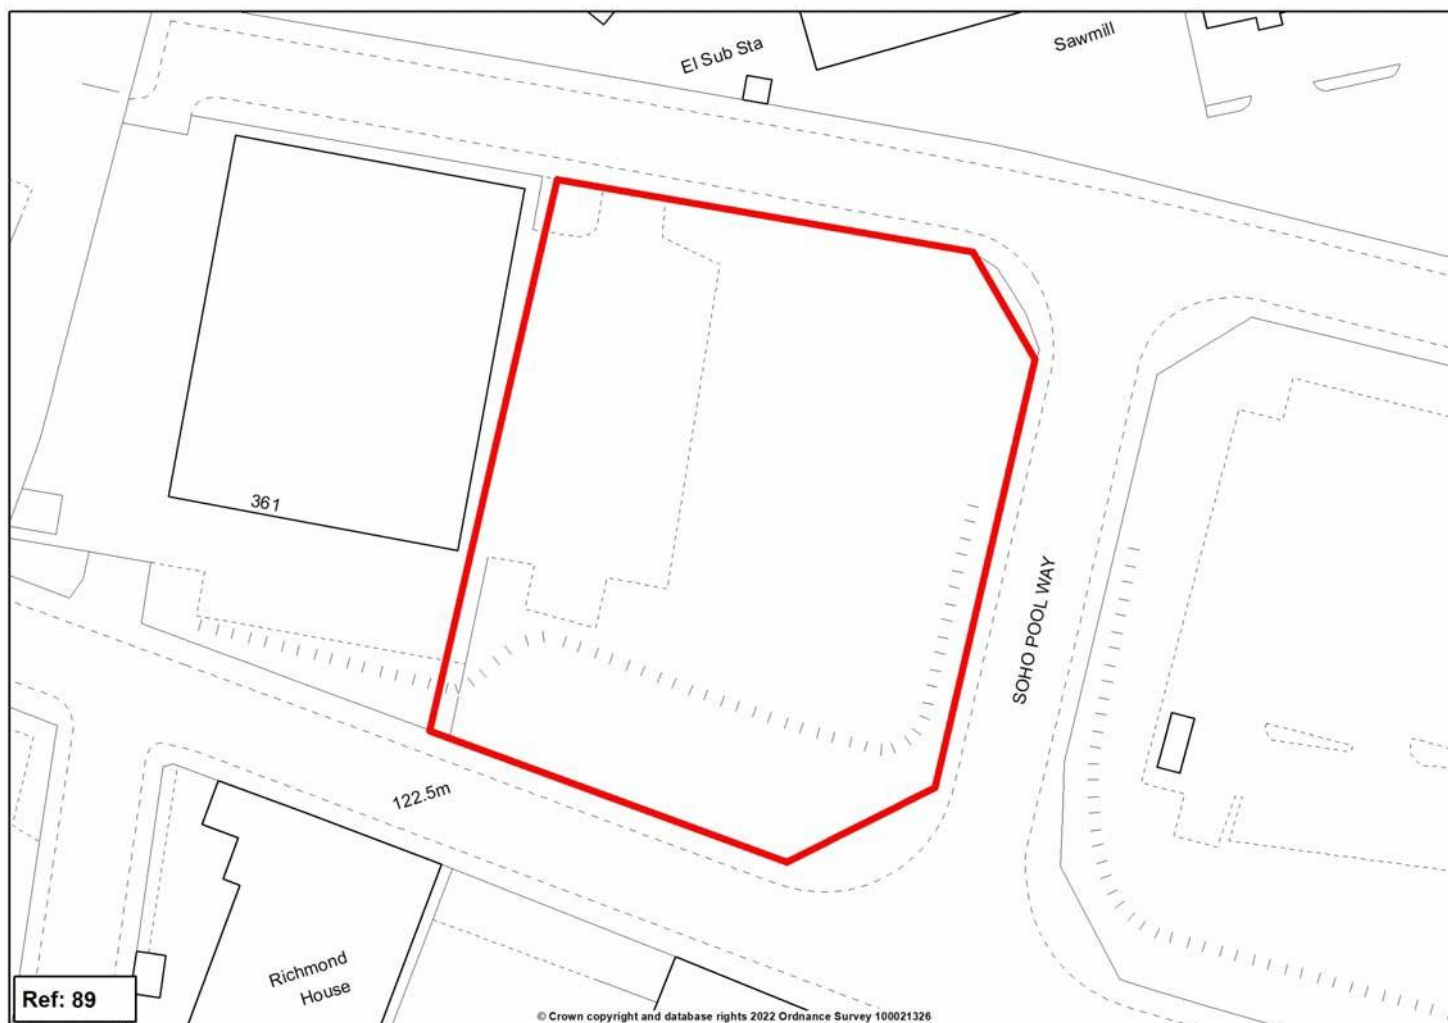 El Sub Sta
Sawmill
361
SOHO POOL WAY
122.5m
Richmond
House
Ref: 89
© Crown copyright and database rights 2022 Ordnance Survey 100021326